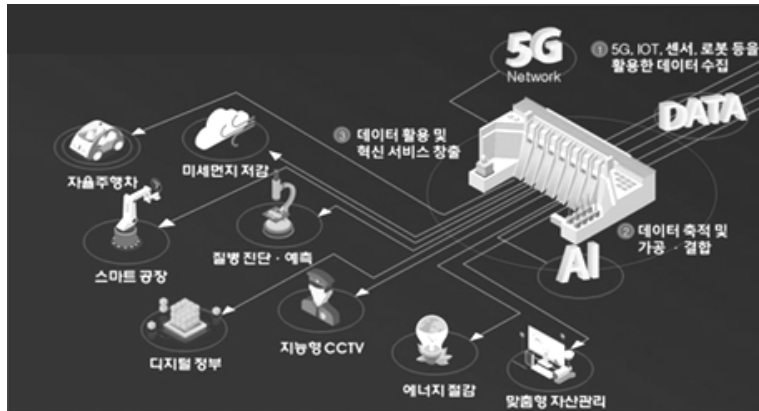 5G
Network
① 5G, IOT, 센서, 로봇 등을
활용한 데이터 수집
DATA
③ 데이터 활용 및
혁신 서비스 창출
② 데이터 축적 및
가공 · 결합
AI
자율주행차
미세먼지 저감
스마트 공장
질병 진단 · 예측
디지털 정부
지능형 CCTV
에너지 절감
맞춤형 자산관리